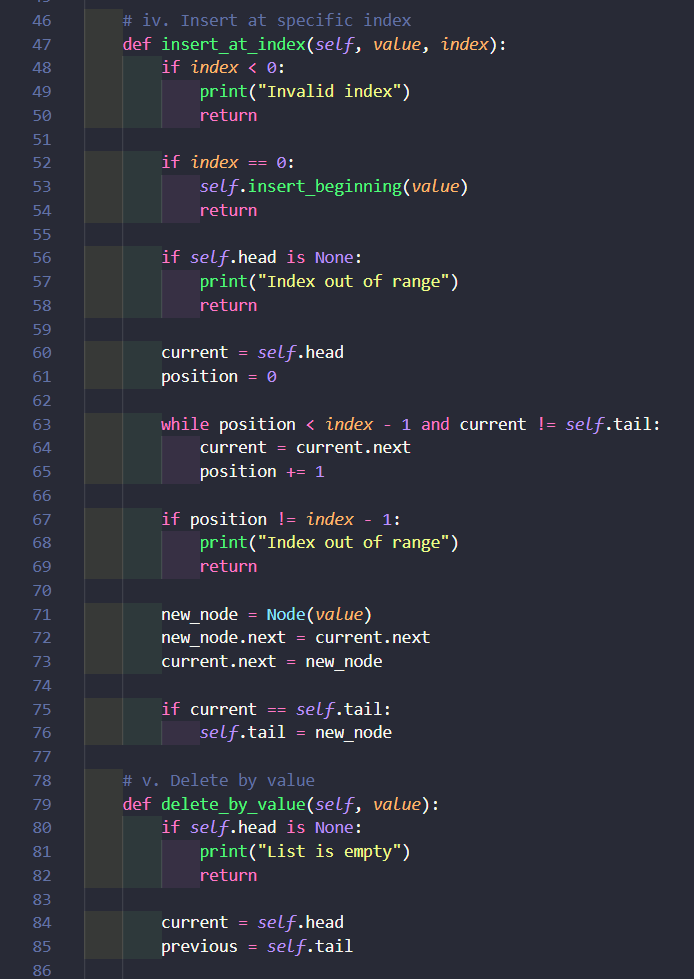 46 # iv. Insert at specific index
47 def insert_at_index(self, value, index):
48 if index < 0:
49 print("Invalid index")
50 return
51
52 if index == 0:
53 self.insert_beginning(value)
54 return
55
56 if self.head is None:
57 print("Index out of range")
58 return
59
60 current = self.head
61 position = 0
62
63 while position < index - 1 and current != self.tail:
64 current = current.next
65 position += 1
66
67 if position != index - 1:
68 print("Index out of range")
69 return
70
71 new_node = Node(value)
72 new_node.next = current.next
73 current.next = new_node
74
75 if current == self.tail:
76 self.tail = new_node
77
78 # v. Delete by value
79 def delete_by_value(self, value):
80 if self.head is None:
81 print("List is empty")
82 return
83
84 current = self.head
85 previous = self.tail
86